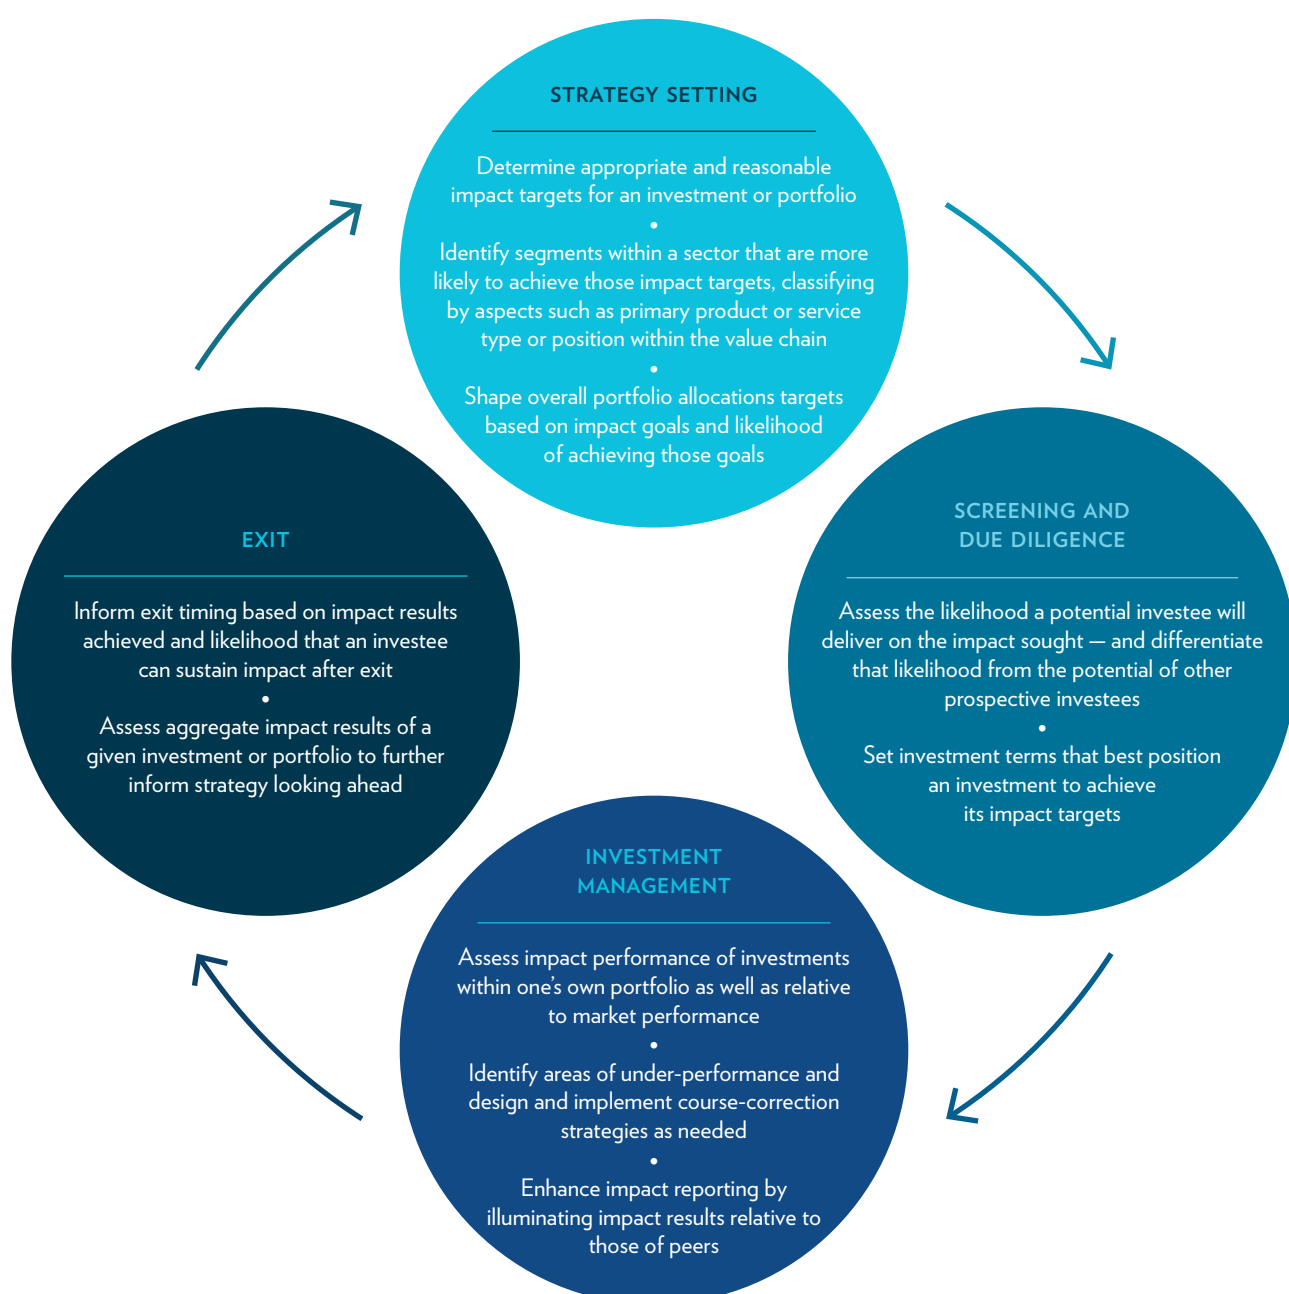 STRATEGY SETTING
Determine appropriate and reasonable
impact targets for an investment or portfolio
•
Identify segments within a sector that are more
likely to achieve those impact targets, classifying
by aspects such as primary product or service
type or position within the value chain
•
Shape overall portfolio allocations targets
based on impact goals and likelihood
of achieving those goals
SCREENING AND
DUE DILIGENCE
Assess the likelihood a potential investee will
deliver on the impact sought — and differentiate
that likelihood from the potential of other
prospective investees
•
Set investment terms that best position
an investment to achieve
its impact targets
INVESTMENT
MANAGEMENT
Assess impact performance of investments
within one’s own portfolio as well as relative
to market performance
•
Identify areas of under-performance and
design and implement course-correction
strategies as needed
•
Enhance impact reporting by
illuminating impact results relative to
those of peers
EXIT
Inform exit timing based on impact results
achieved and likelihood that an investee
can sustain impact after exit
•
Assess aggregate impact results of a
given investment or portfolio to further
inform strategy looking ahead